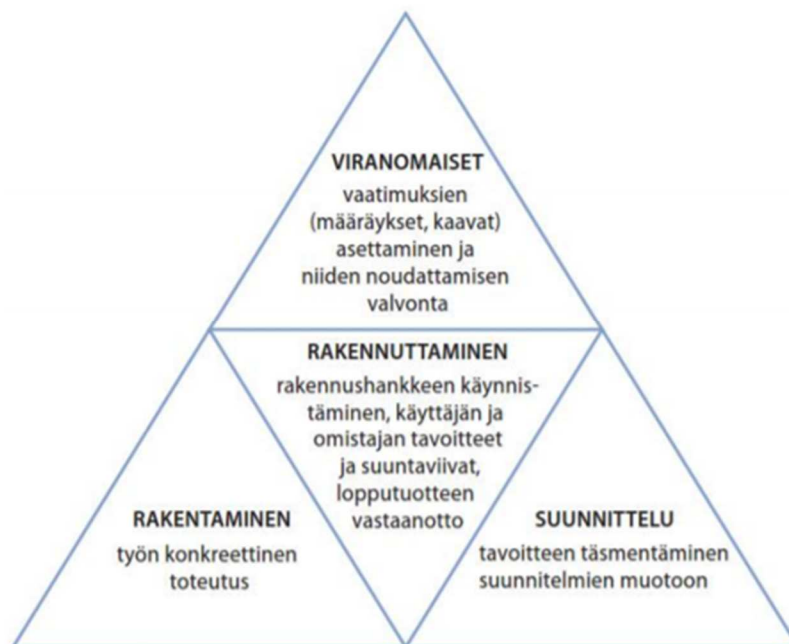 VIRANOMAISET
vaatimuksien
(määräykset, kaavat)
asettaminen ja
niiden noudattamisen
valvonta
RAKENNUTTAMINEN
rakennushankkeen käynnis-
täminen, käyttäjän ja
omistajan tavoitteet
ja suuntaviivat,
lopputuotteen
vastaanotto
RAKENTAMINEN
työn konkreettinen
toteutus
SUUNNITTELU
tavoitteen täsmentäminen
suunnitelmien muotoon